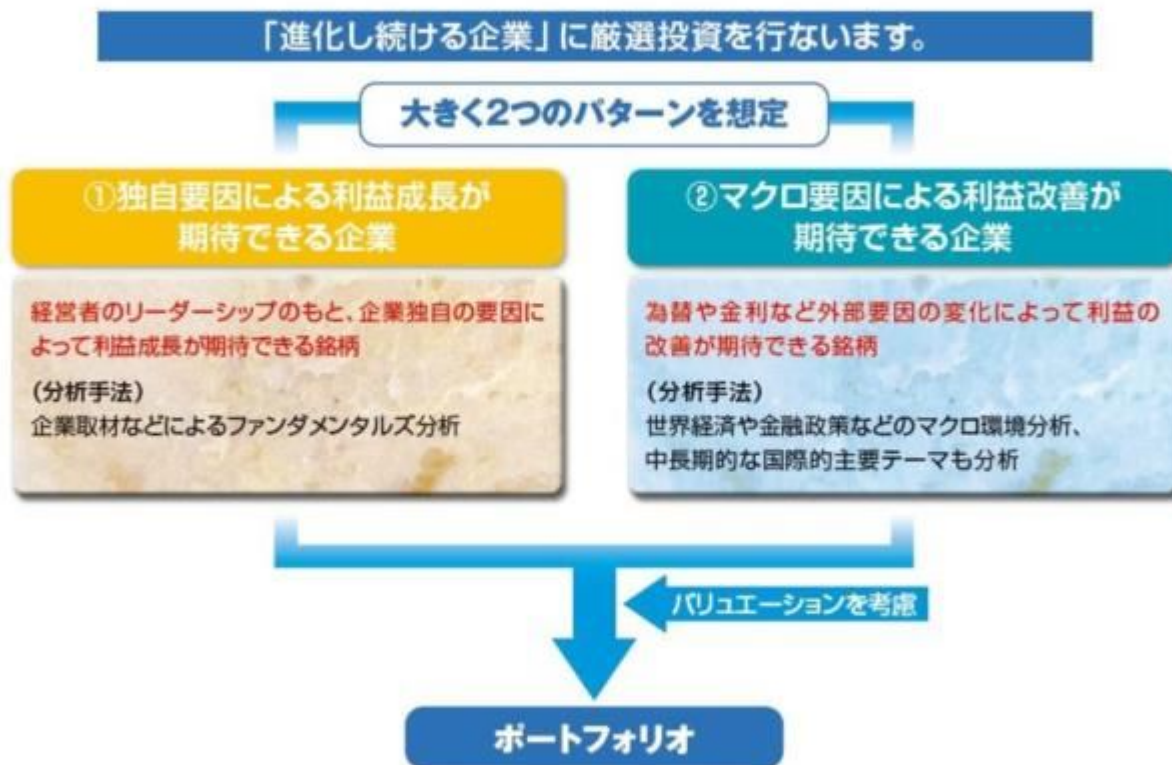 「進化し続ける企業」に厳選投資を行ないます。
大きく2つのパターンを想定
①独自要因による利益成長が
期待できる企業
経営者のリーダーシップのもと、企業独自の要因に
よって利益成長が期待できる銘柄
(分析手法)
企業取材などによるファンダメンタルズ分析
②マクロ要因による利益改善が
期待できる企業
為替や金利など外部要因の変化によって利益の
改善が期待できる銘柄
(分析手法)
世界経済や金融政策などのマクロ環境分析、
中長期的な国際的主要テーマも分析
バリュエーションを考慮
ポートフォリオ